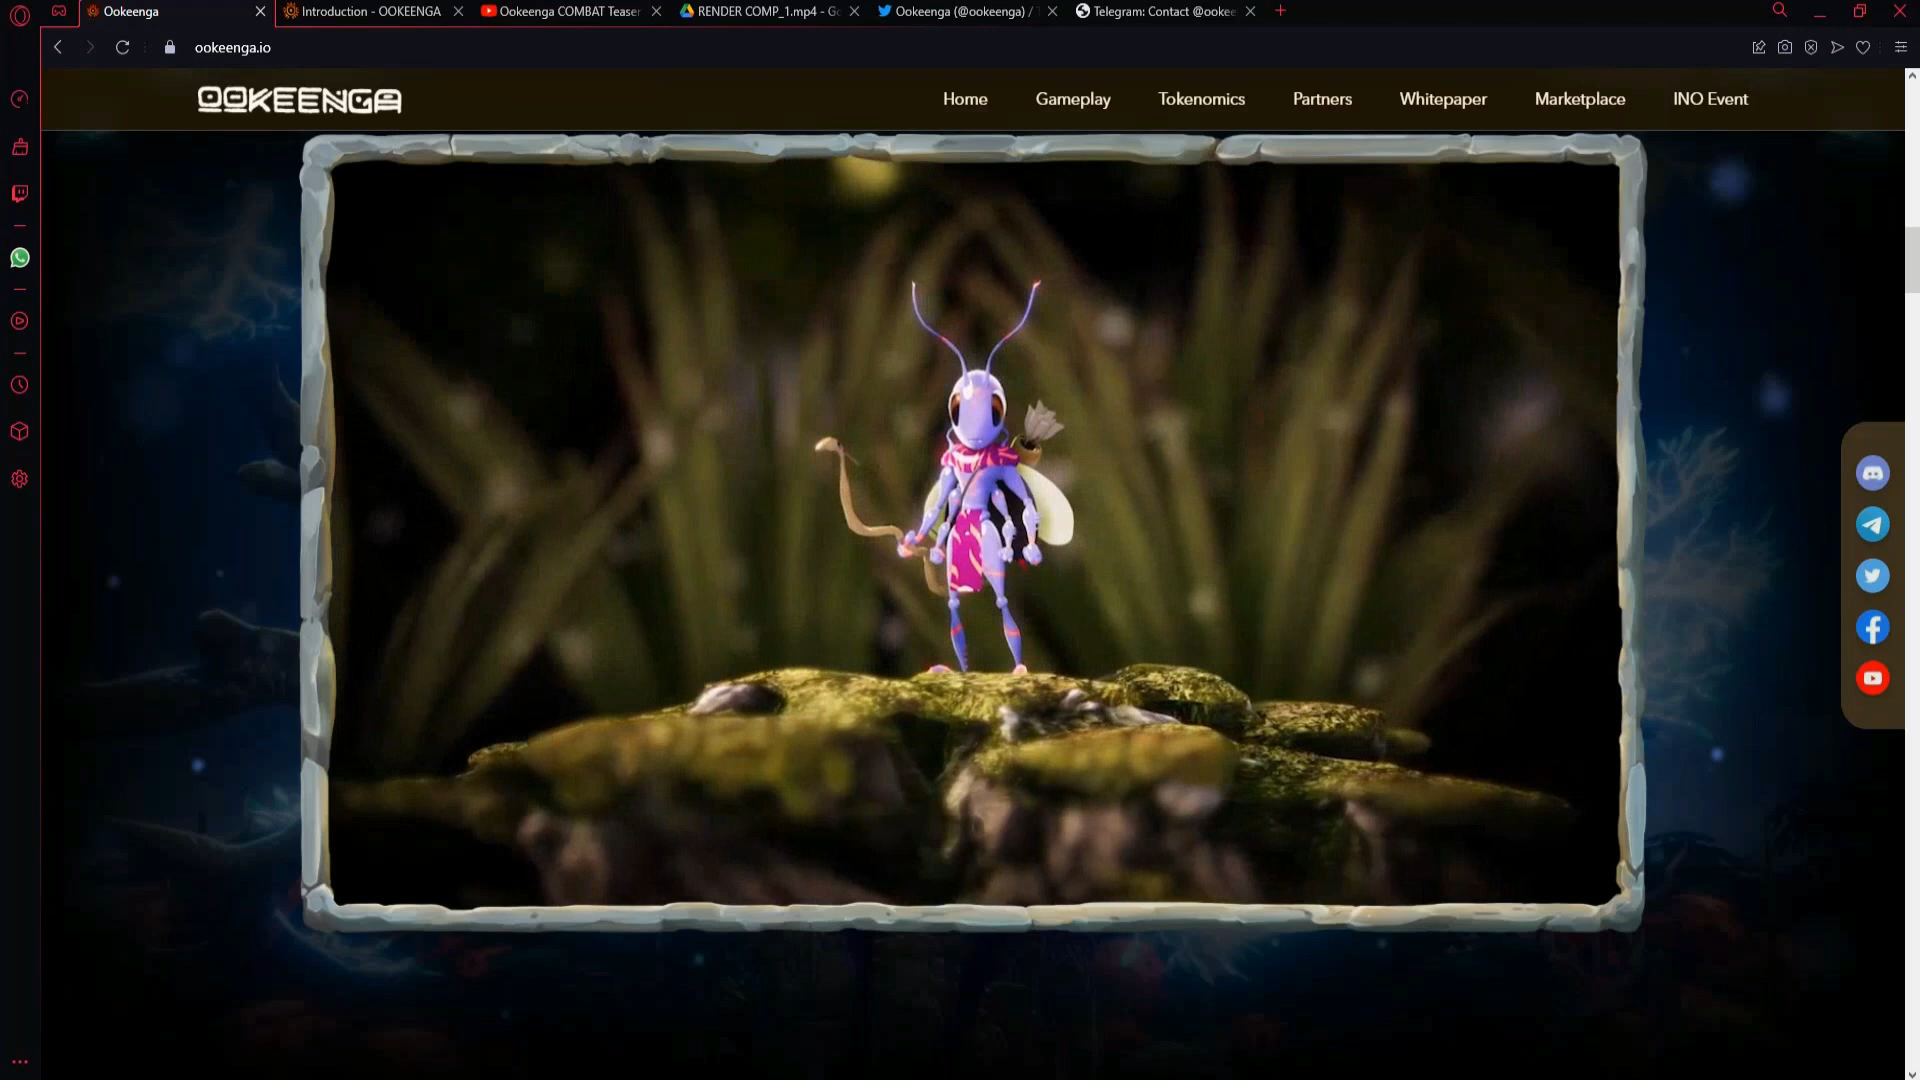 Ookeenga
Introduction - OOKEENGA
Ookeenga COMBAT Teaser
RENDER COMP_1.mp4 - Go
Ookeenga (@ookeenga) /
Telegram: Contact @ookee
ookeenga.io
OOKEENGA
Home
Gameplay
Tokenomics
Partners
Whitepaper
Marketplace
INO Event